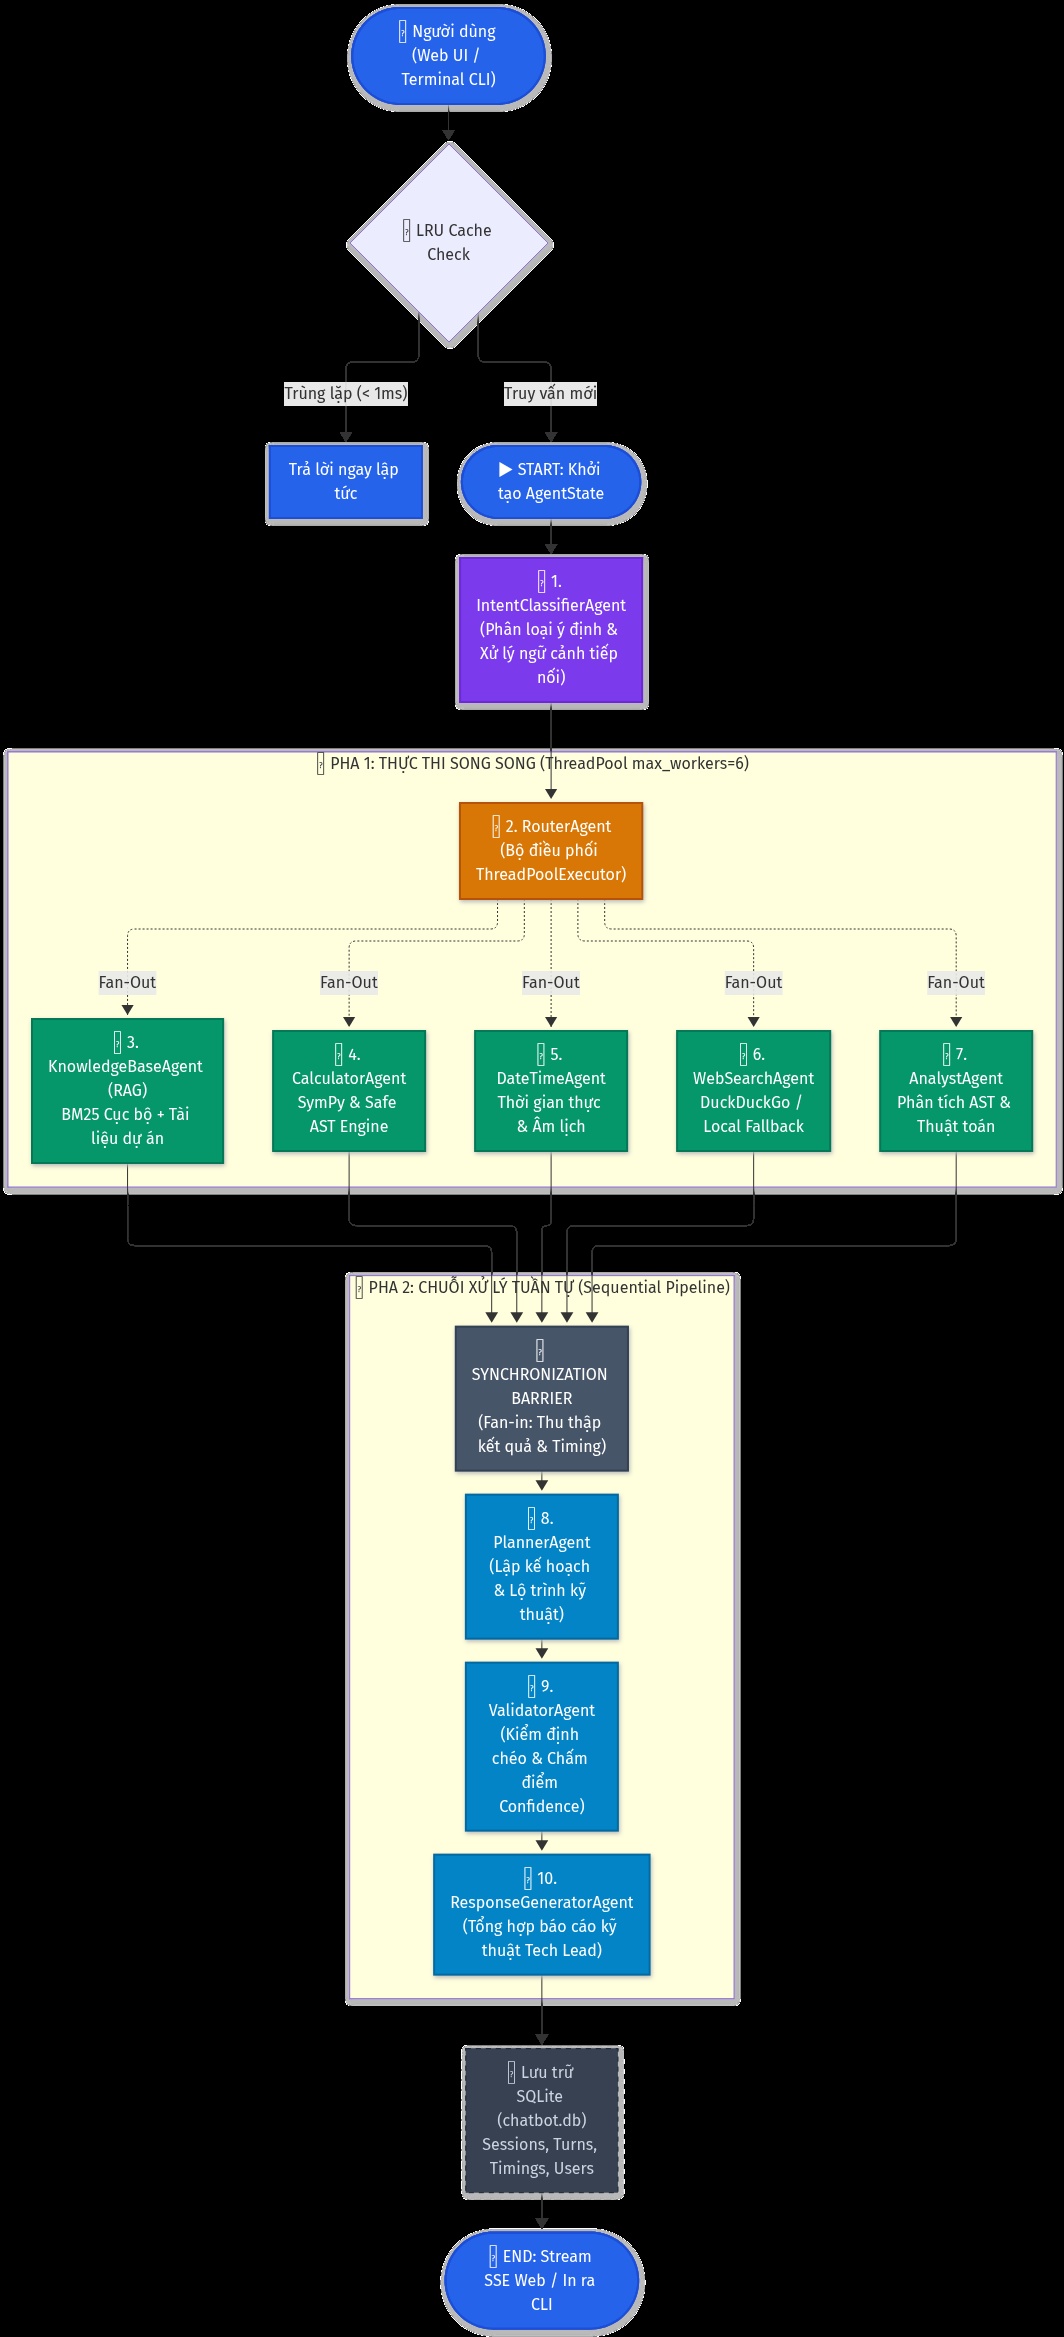 Người dùng
(Web UI /
Terminal CLI)
LRU Cache
Check
Trùng lặp (< 1ms)
Truy vấn mới
Trả lời ngay lập
tức
▶ START: Khởi
tạo AgentState
1.
IntentClassifierAgent
(Phân loại ý định &
Xử lý ngữ cảnh tiếp
nối)
PHA 1: THỰC THI SONG SONG (ThreadPool max_workers=6)
2. RouterAgent
(Bộ điều phối
ThreadPoolExecutor)
Fan-Out
Fan-Out
Fan-Out
Fan-Out
Fan-Out
3.
KnowledgeBaseAgent
(RAG)
BM25 Cục bộ + Tài
liệu dự án
4.
CalculatorAgent
SymPy & Safe
AST Engine
5.
DateTimeAgent
Thời gian thực
& Âm lịch
6.
WebSearchAgent
DuckDuckGo /
Local Fallback
7.
AnalystAgent
Phân tích AST &
Thuật toán
PHA 2: CHUỖI XỬ LÝ TUẦN TỰ (Sequential Pipeline)
SYNCHRONIZATION
BARRIER
(Fan-in: Thu thập
kết quả & Timing)
8.
PlannerAgent
(Lập kế hoạch
& Lộ trình kỹ
thuật)
9.
ValidatorAgent
(Kiểm định
chéo & Chấm
điểm
Confidence)
10.
ResponseGeneratorAgent
(Tổng hợp báo cáo kỹ
thuật Tech Lead)
Lưu trữ
SQLite
(chatbot.db)
Sessions, Turns,
Timings, Users
END: Stream
SSE Web / In ra
CLI